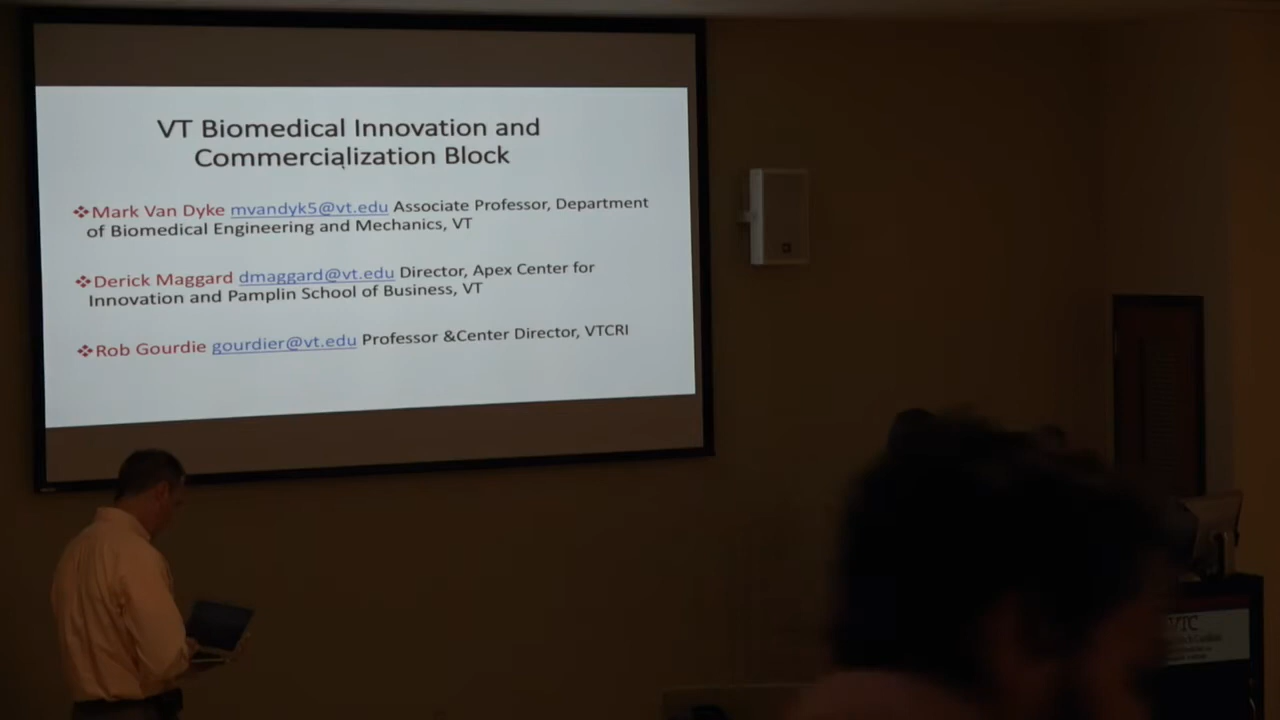 VT Biomedical Innovation and
Commercialization Block
❖Mark Van Dyke mvandyk5@vt.edu Associate Professor, Department
of Biomedical Engineering and Mechanics, VT
❖Derick Maggard dmaggard@vt.edu Director, Apex Center for
Innovation and Pamplin School of Business, VT
❖Rob Gourdie gourdier@vt.edu Professor &Center Director, VTCRI
VTC